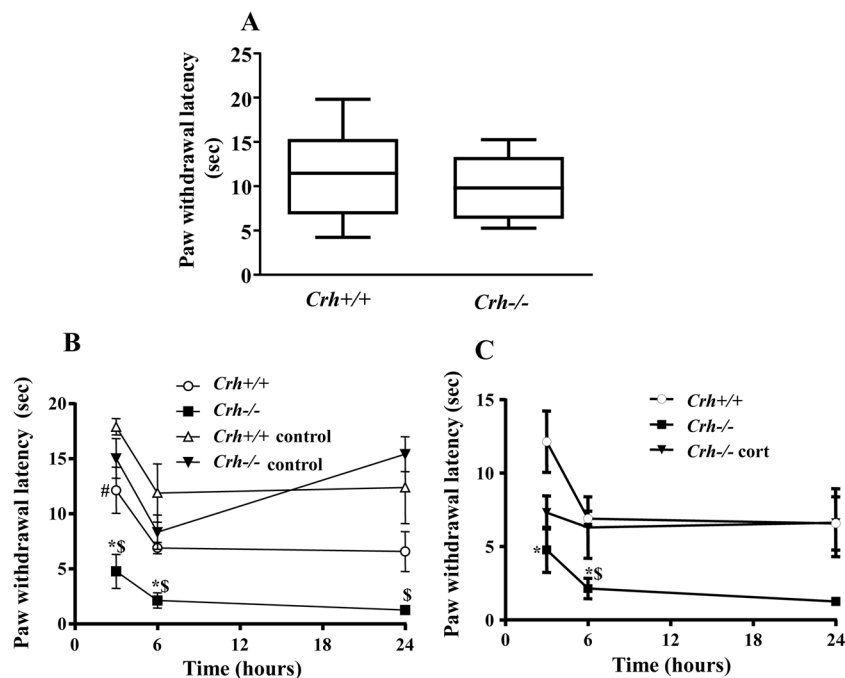 A
Paw withdrawal latency
(sec)
25
20
15
10
5
0
Crh+/+
Crh-/-
B
Crh+/+
Crh-/-
Crh+/+ control
Crh-/- control
Paw withdrawal latency (sec)
20
15
10
5
0
#
*$
*$
$
0
6
12
18
24
Time (hours)
C
Crh+/+
Crh-/-
Crh-/- cort
Paw withdrawal latency (sec)
15
10
5
0
*
*$
0
6
12
18
24
Time (hours)